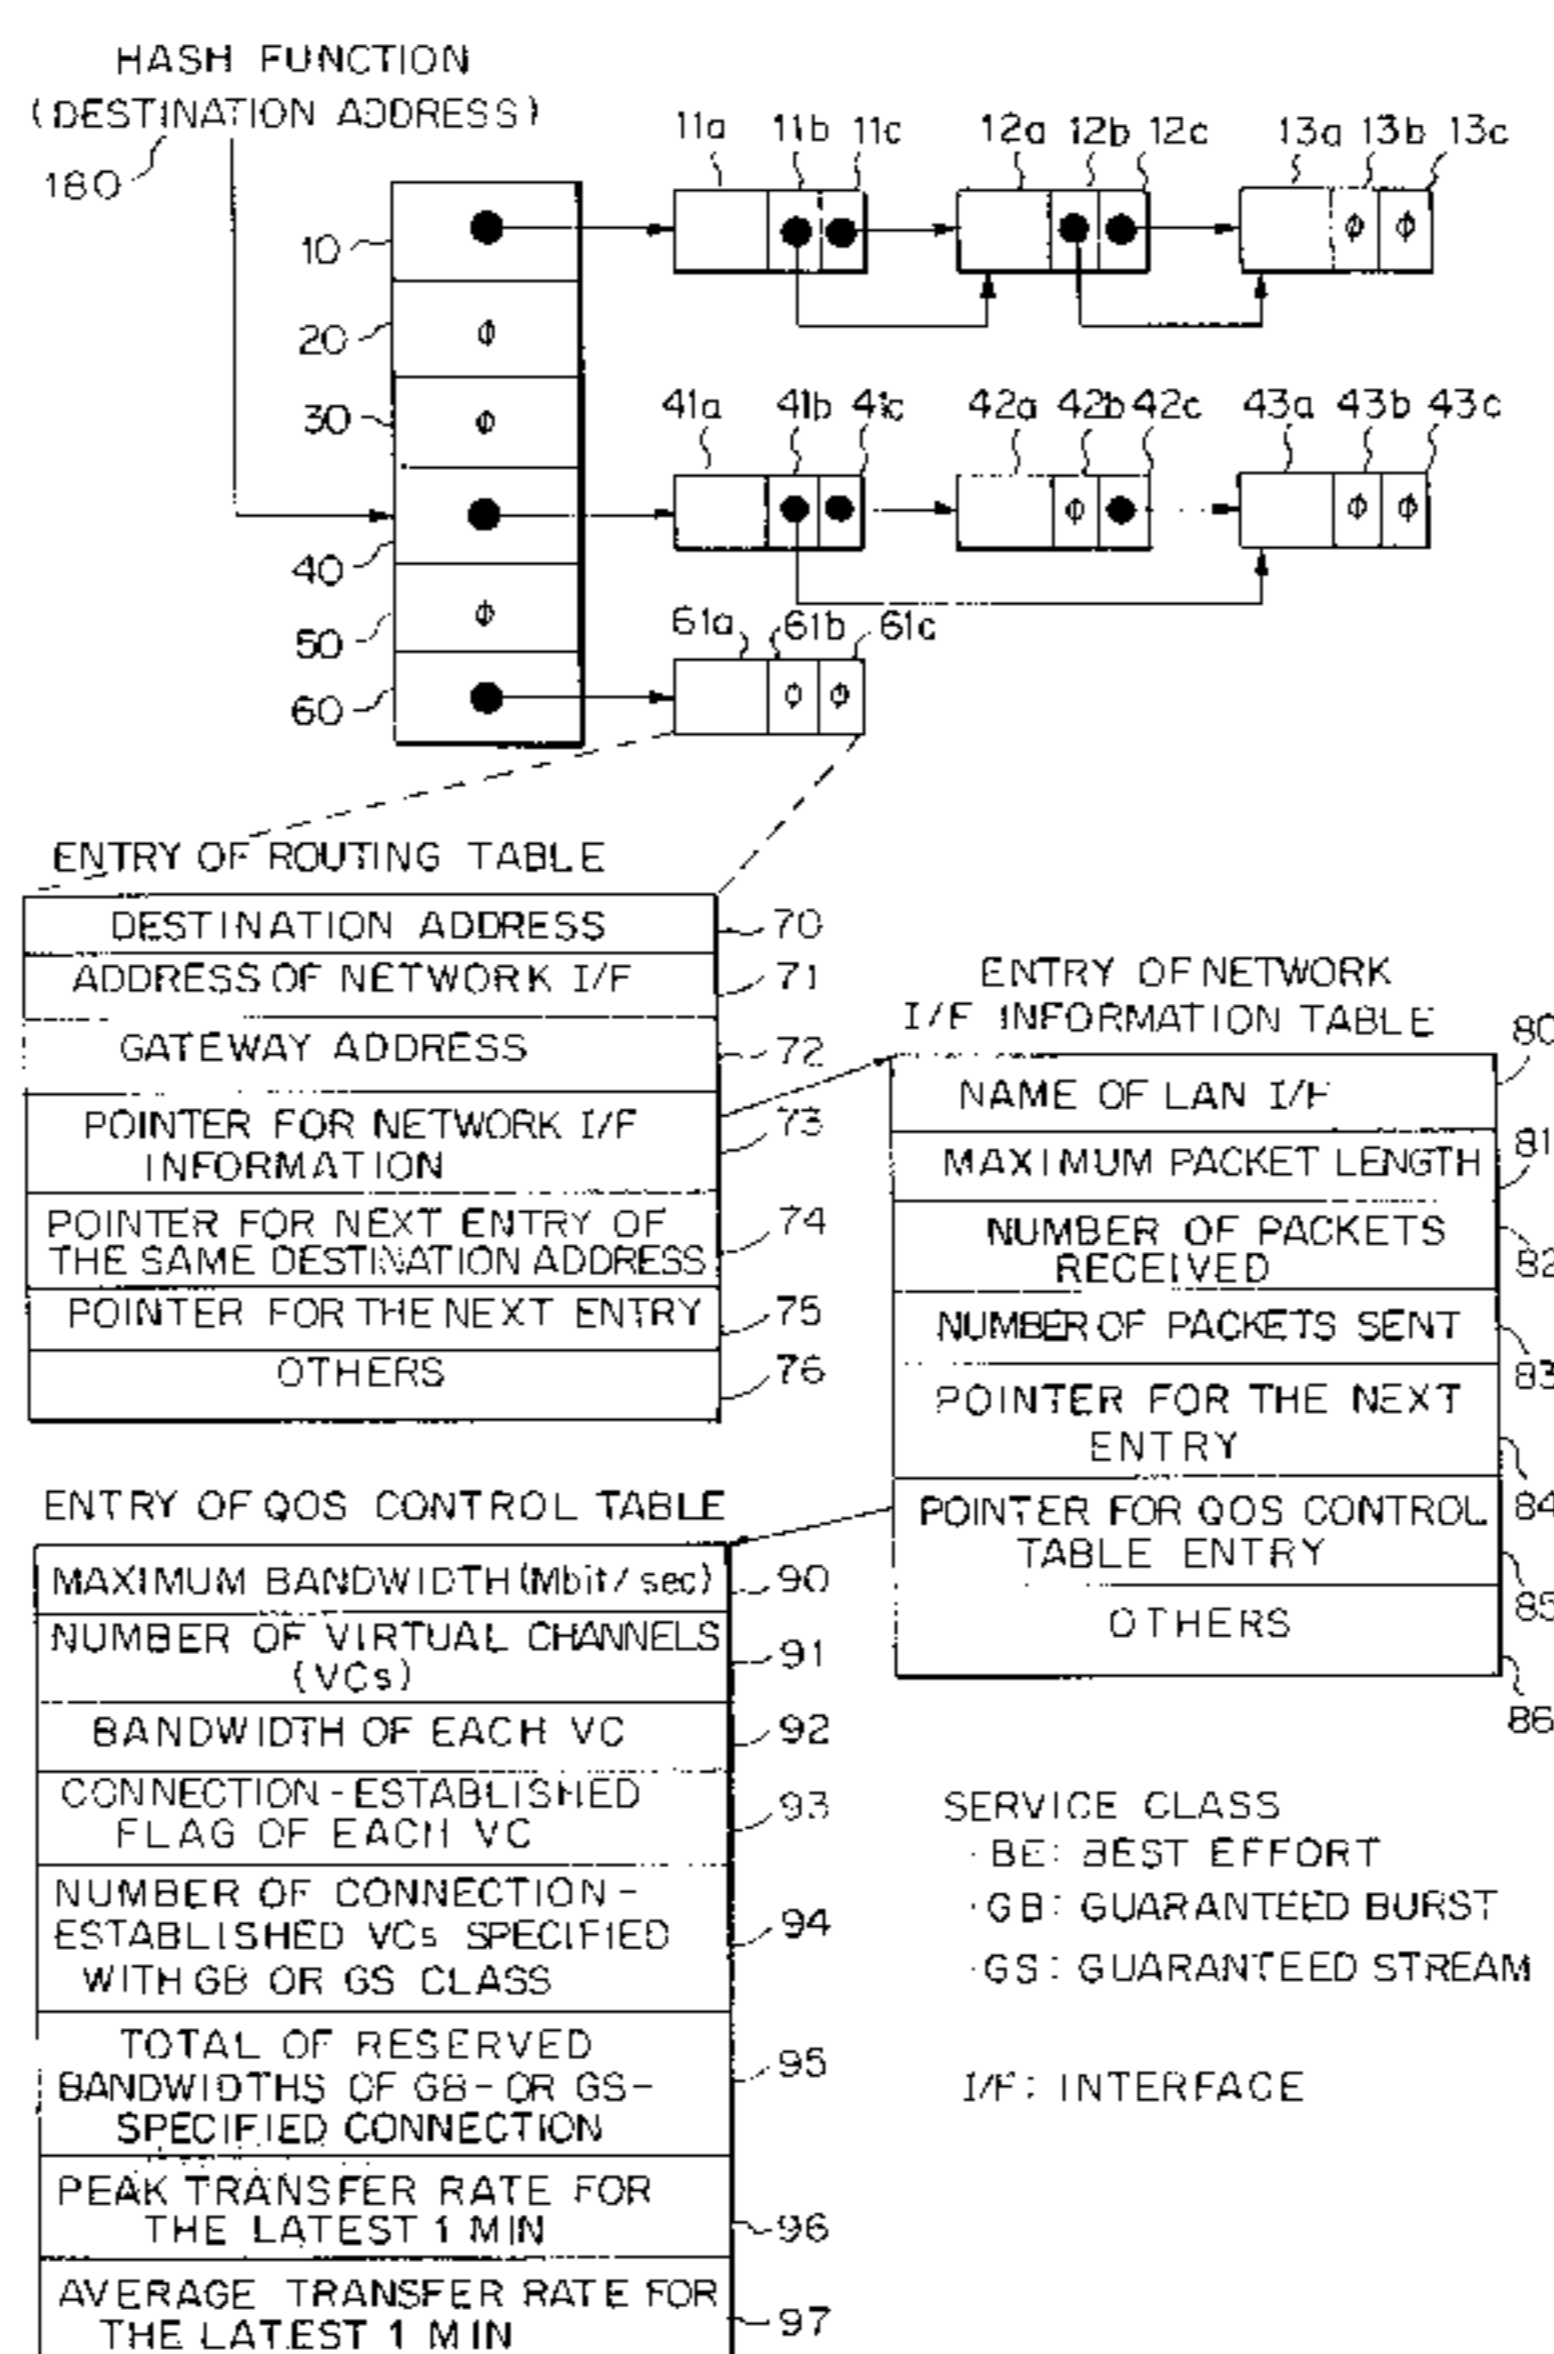 HASH FUNCTION
(DESTINATION ADDRESS)
180
11a 11b 11c 12a 12b 12c 13a 13b 13c
10
20
30
40
50
60
41a 41b 41c 42a 42b 42c 43a 43b 43c
61a 61b 61c
ENTRY OF ROUTING TABLE
DESTINATION ADDRESS 70
ADDRESS OF NETWORK I/F 71
GATEWAY ADDRESS 72
POINTER FOR NETWORK I/F 73
INFORMATION
POINTER FOR NEXT ENTRY OF 74
THE SAME DESTINATION ADDRESS
POINTER FOR THE NEXT ENTRY 75
OTHERS 76
ENTRY OF NETWORK
I/F INFORMATION TABLE
NAME OF LAN I/F 80
MAXIMUM PACKET LENGTH 81
NUMBER OF PACKETS
RECEIVED 82
NUMBER OF PACKETS SENT 83
POINTER FOR THE NEXT
ENTRY 84
POINTER FOR QOS CONTROL
TABLE ENTRY 85
OTHERS 86
ENTRY OF QOS CONTROL TABLE
MAXIMUM BANDWIDTH (Mbit/sec) 90
NUMBER OF VIRTUAL CHANNELS
(VCs) 91
BANDWIDTH OF EACH VC 92
CONNECTION-ESTABLISHED 93
FLAG OF EACH VC
NUMBER OF CONNECTION-
ESTABLISHED VCs SPECIFIED 94
WITH GB OR GS CLASS
TOTAL OF RESERVED 95
BANDWIDTHS OF GB- OR GS-
SPECIFIED CONNECTION
PEAK TRANSFER RATE FOR
THE LATEST 1 MIN 96
AVERAGE TRANSFER RATE FOR
THE LATEST 1 MIN 97
SERVICE CLASS
·BE: BEST EFFORT
·GB: GUARANTEED BURST
·GS: GUARANTEED STREAM
I/F: INTERFACE